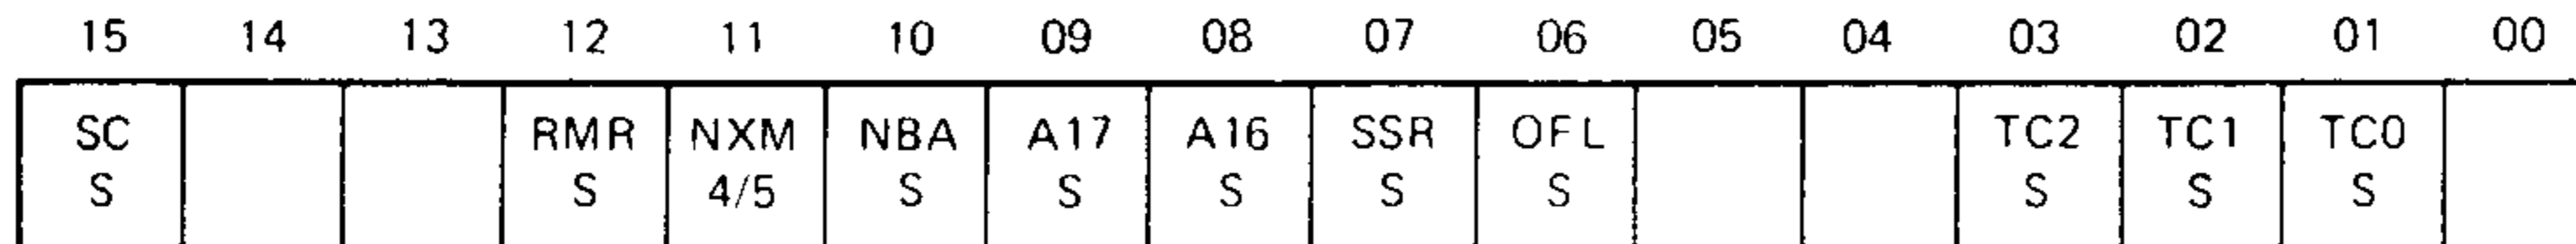 15 14 13 12 11 10 09 08 07 06 05 04 03 02 01 00
SC RMR NXM NBA A17 A16 SSR OFL TC2 TC1 TC0
S S 4/5 S S S S S S S S